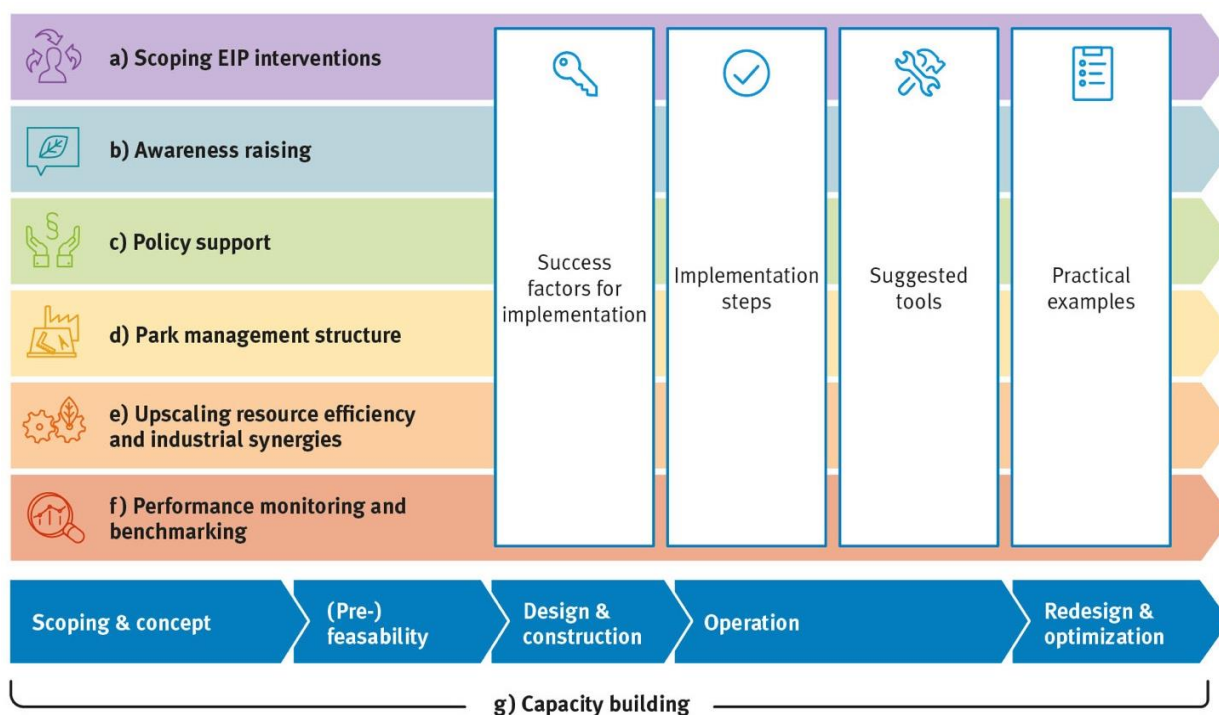 a) Scoping EIP interventions
b) Awareness raising
c) Policy support
d) Park management structure
e) Upscaling resource efficiency
and industrial synergies
f) Performance monitoring and
benchmarking
Success
factors for
implementation
Implementation
steps
Suggested
tools
Practical
examples
Scoping & concept
(Pre-)
feasability
Design &
construction
Operation
Redesign &
optimization
g) Capacity building